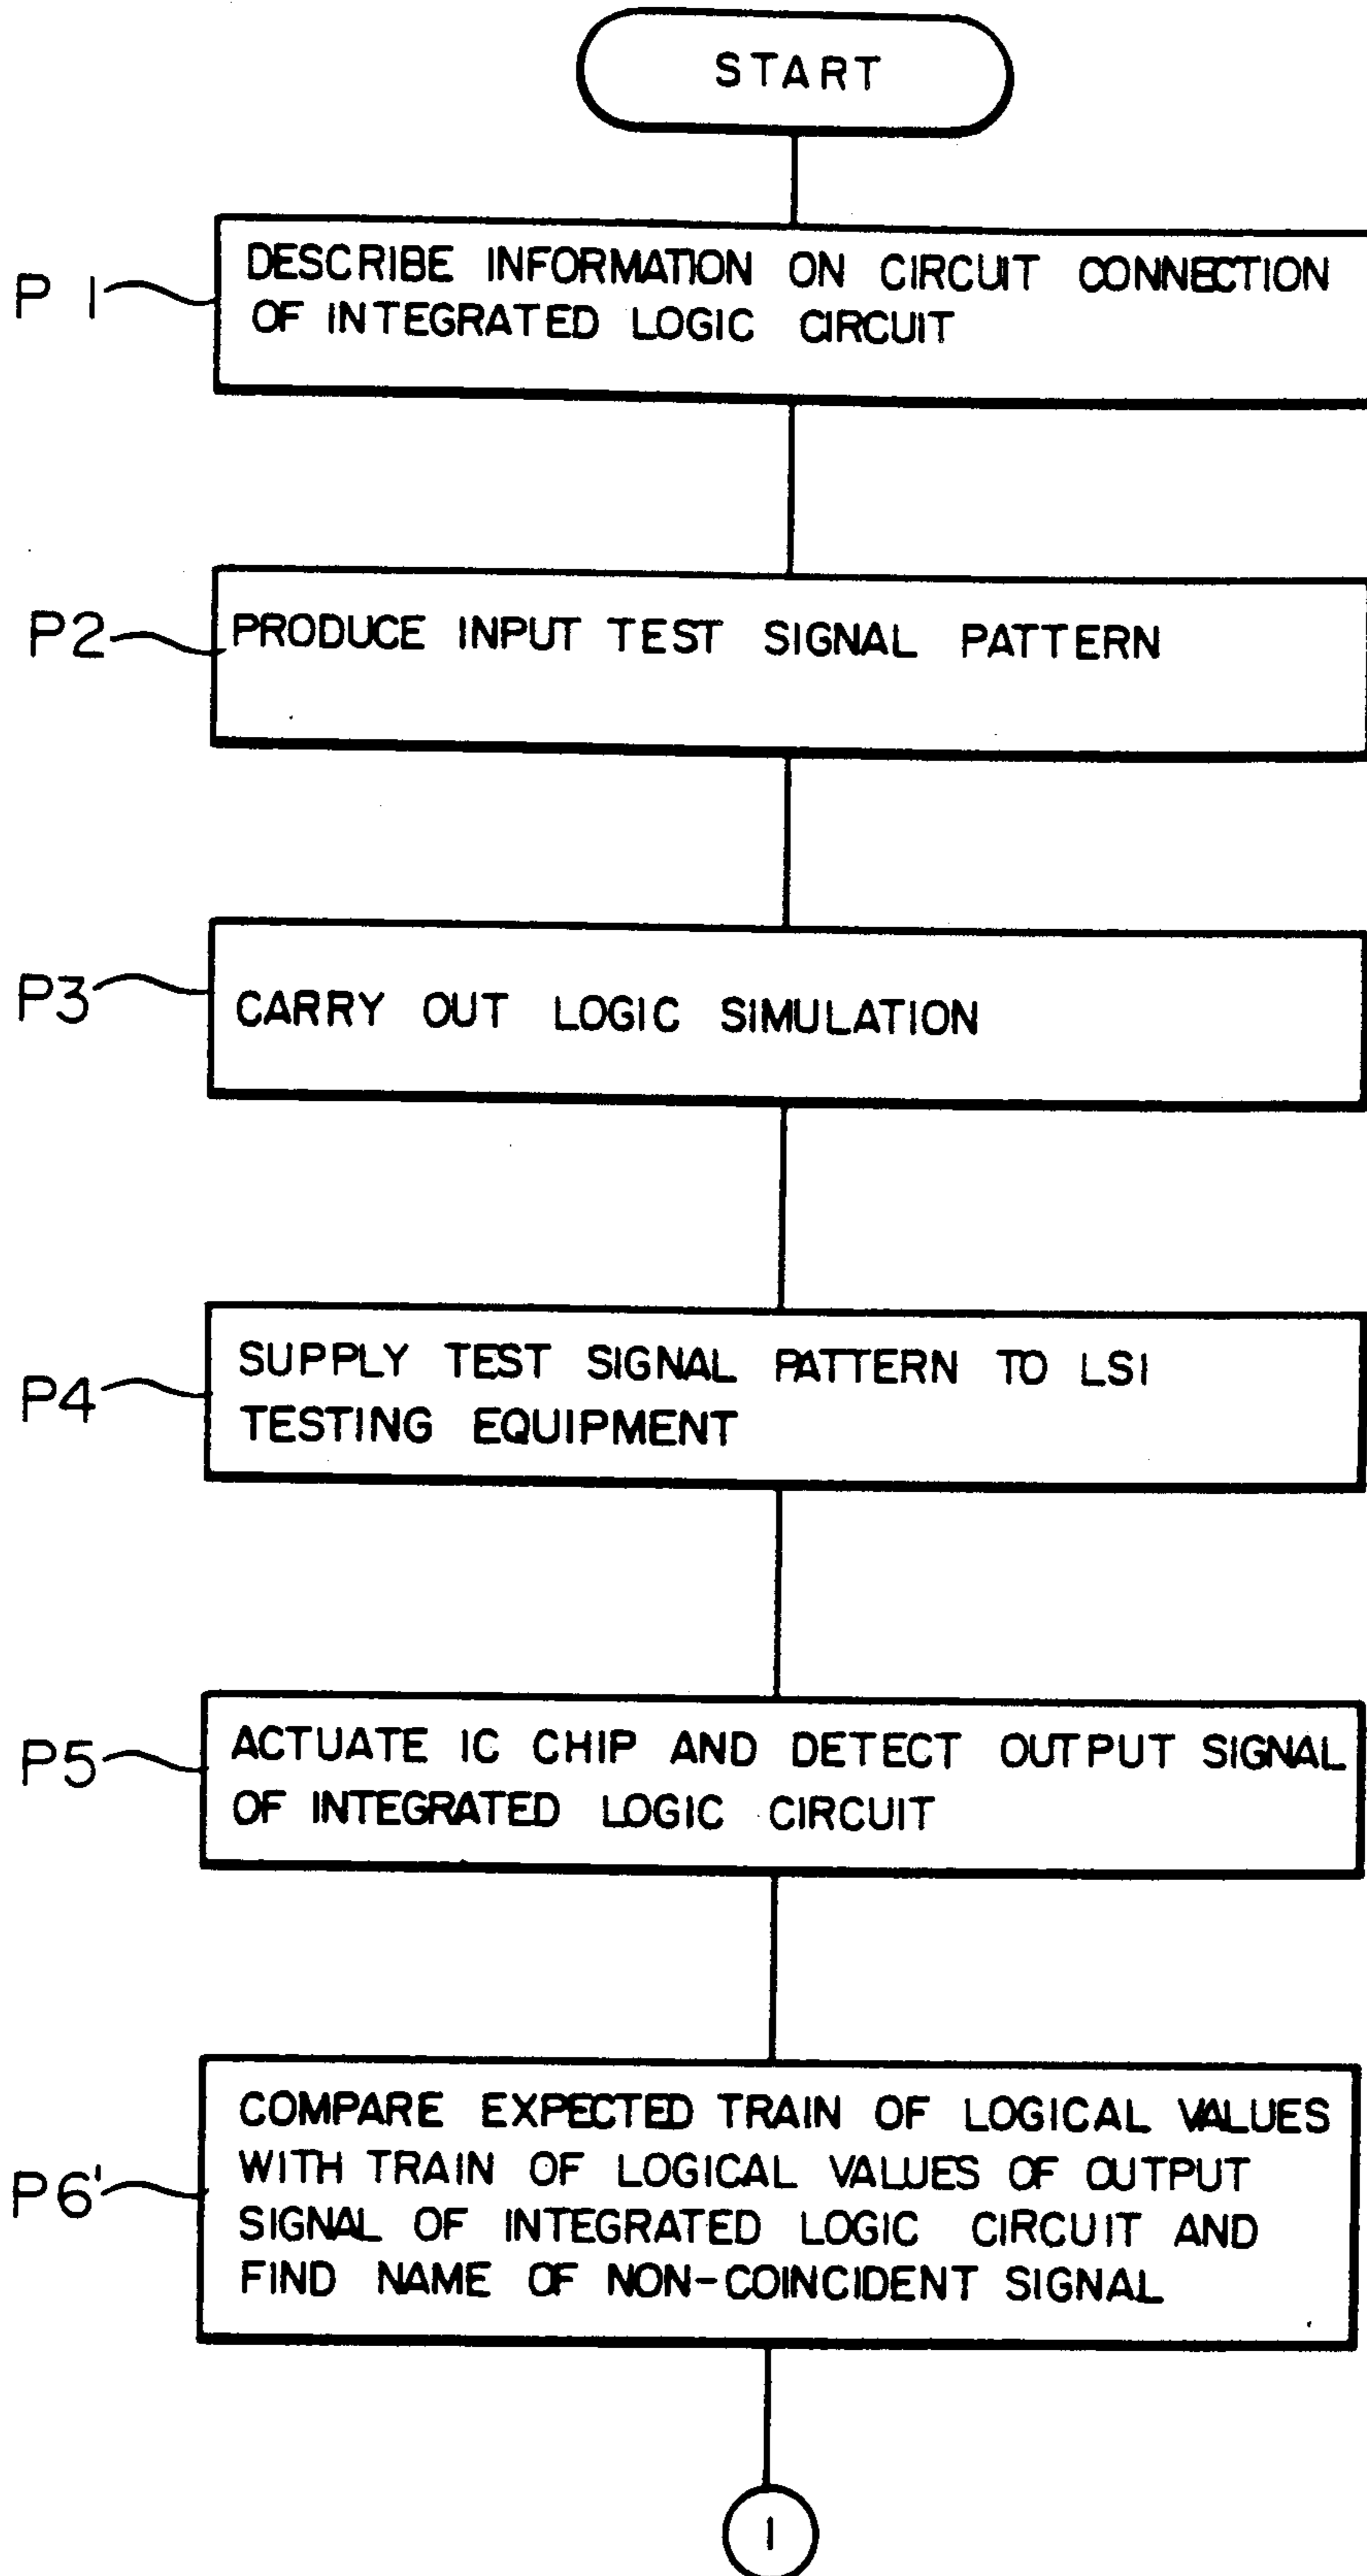 START
P1
DESCRIBE INFORMATION ON CIRCUIT CONNECTION
OF INTEGRATED LOGIC CIRCUIT
P2
PRODUCE INPUT TEST SIGNAL PATTERN
P3
CARRY OUT LOGIC SIMULATION
P4
SUPPLY TEST SIGNAL PATTERN TO LSI
TESTING EQUIPMENT
P5
ACTUATE IC CHIP AND DETECT OUTPUT SIGNAL
OF INTEGRATED LOGIC CIRCUIT
P6'
COMPARE EXPECTED TRAIN OF LOGICAL VALUES
WITH TRAIN OF LOGICAL VALUES OF OUTPUT
SIGNAL OF INTEGRATED LOGIC CIRCUIT AND
FIND NAME OF NON-COINCIDENT SIGNAL
1